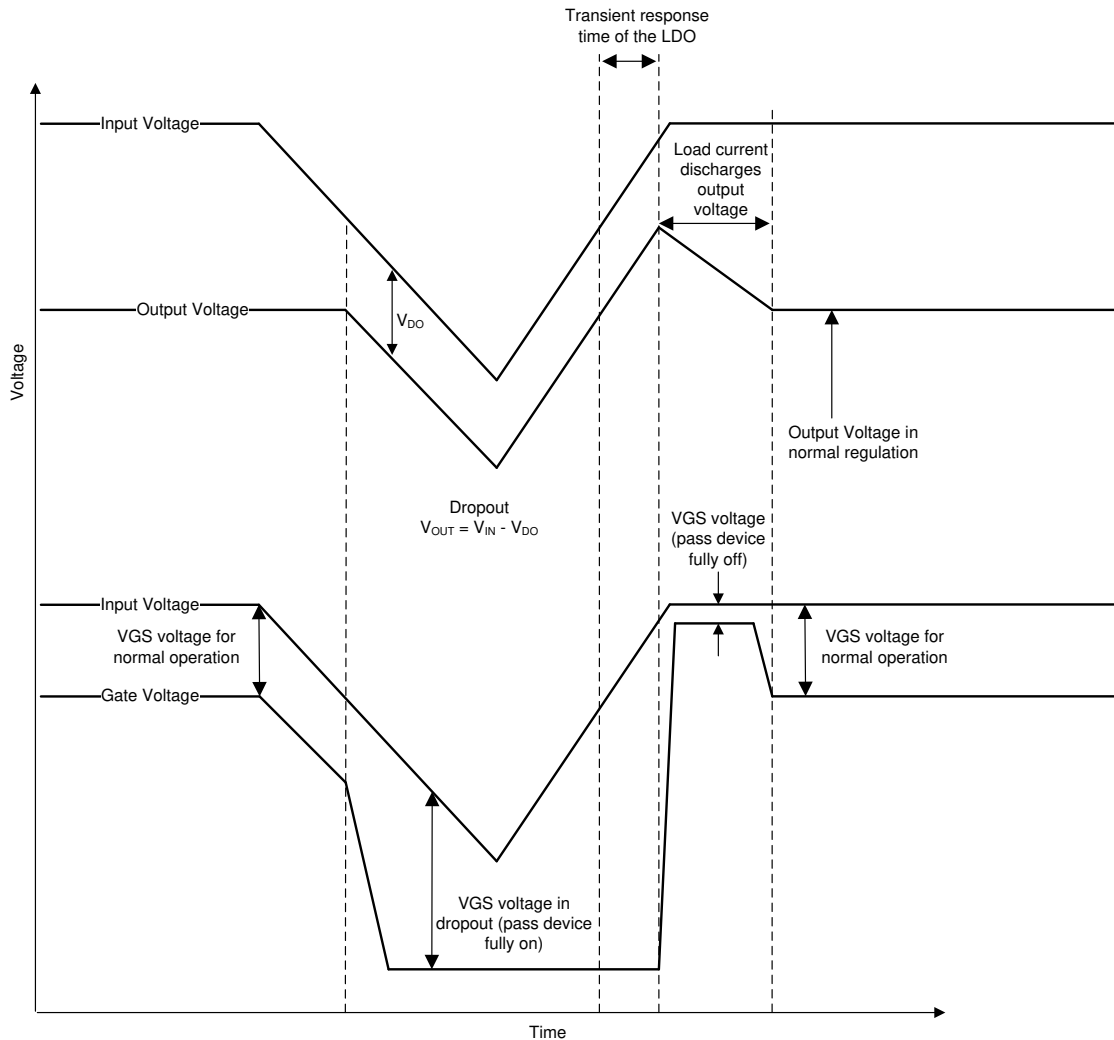 Transient response
time of the LDO
Input Voltage
Load current
discharges
output
voltage
Output Voltage
VDO
Voltage
Output Voltage in
normal regulation
Dropout
VOUT = VIN - VDO
VGS voltage
(pass device
fully off)
Input Voltage
VGS voltage for
normal operation
VGS voltage for
normal operation
Gate Voltage
VGS voltage in
dropout (pass device
fully on)
Time